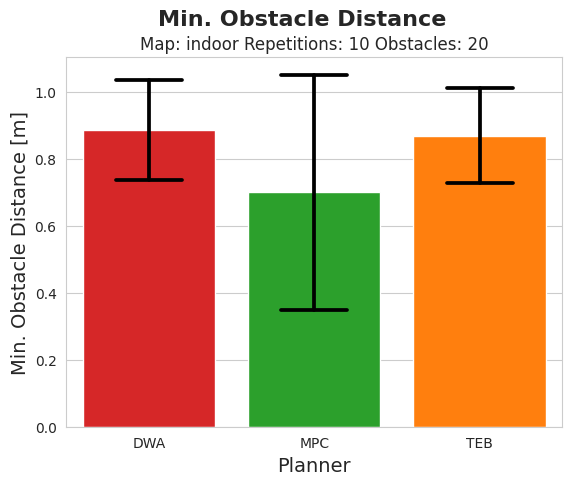 Min. Obstacle Distance
Map: indoor Repetitions: 10 Obstacles: 20
Min. Obstacle Distance [m]
1.0
0.8
0.6
0.4
0.2
0.0
DWA MPC TEB
Planner